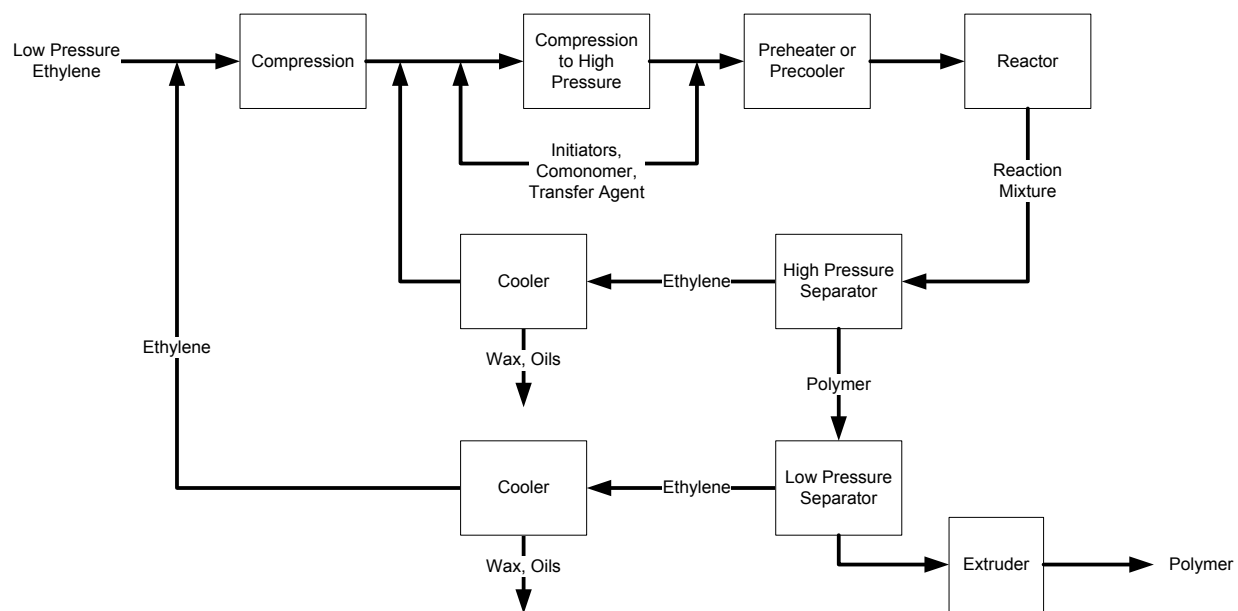 Low Pressure
Ethylene
Compression
Compression
to High
Pressure
Preheater or
Precooler
Reactor
Initiators,
Comonomer,
Transfer Agent
Reaction
Mixture
Cooler
Ethylene
High Pressure
Separator
Ethylene
Wax, Oils
Polymer
Cooler
Ethylene
Low Pressure
Separator
Wax, Oils
Extruder
Polymer